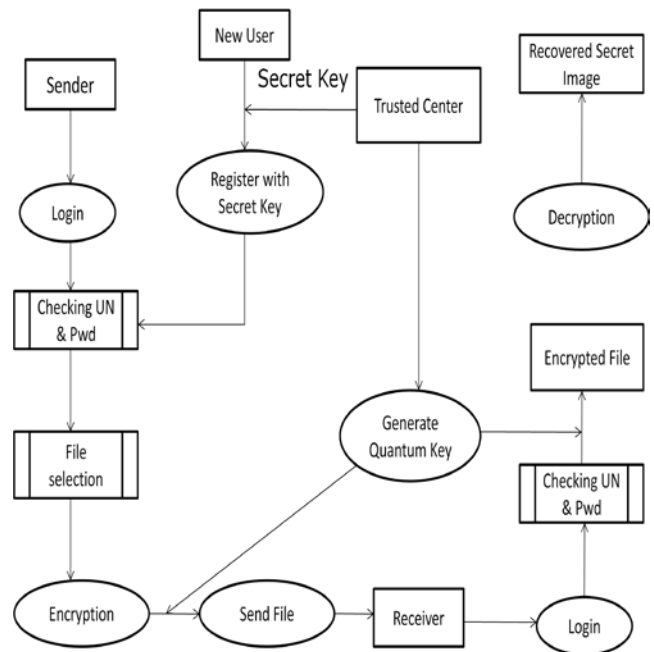 New User
Sender
Secret Key
Trusted Center
Recovered Secret
Image
Login
Register with
Secret Key
Decryption
Checking UN
& Pwd
Encrypted File
File
selection
Generate
Quantum Key
Checking UN
& Pwd
Encryption
Send File
Receiver
Login